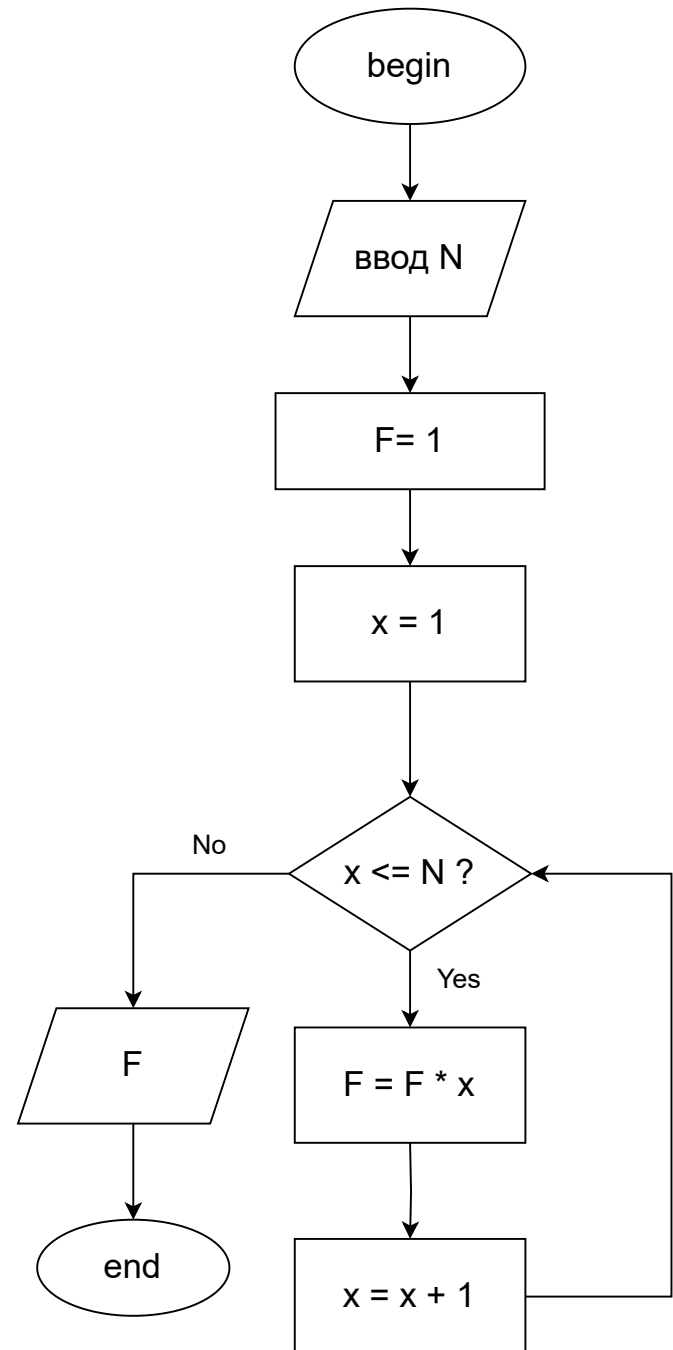 begin
ввод N
F= 1
x = 1
x <= N ?
No
Yes
F
F = F * x
end
x = x + 1